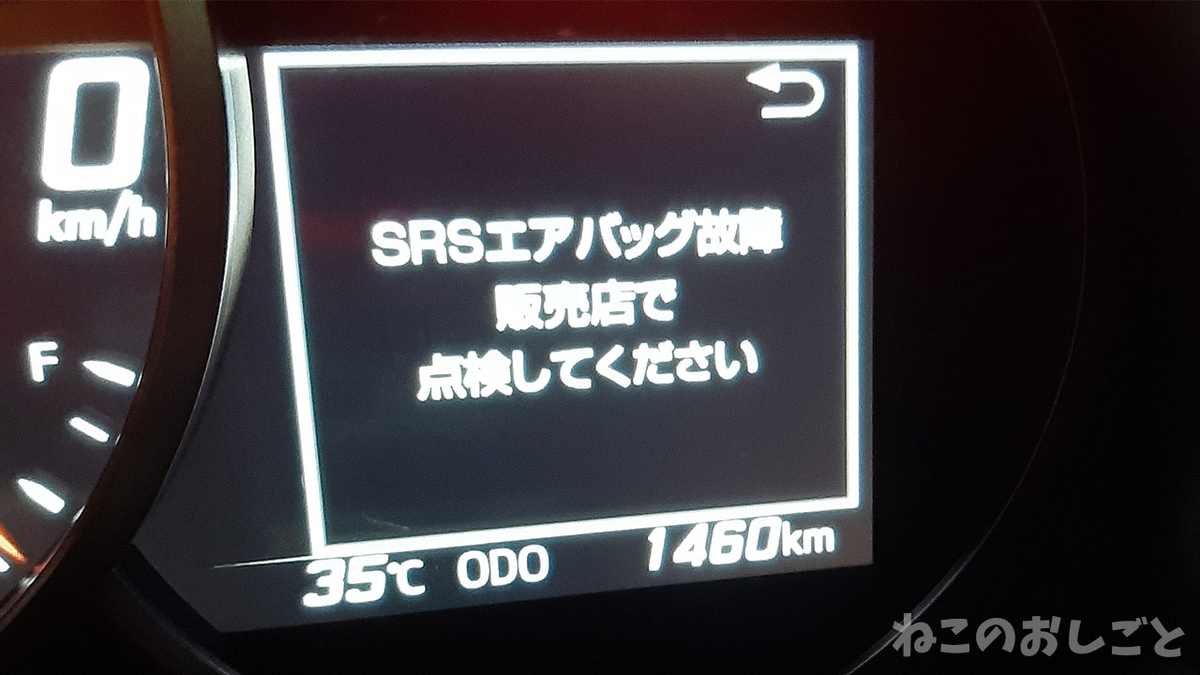 0
km/h
F
SRSエアバッグ故障
販売店で
点検してください
35℃ ODO 1460km
ねこのおしごと